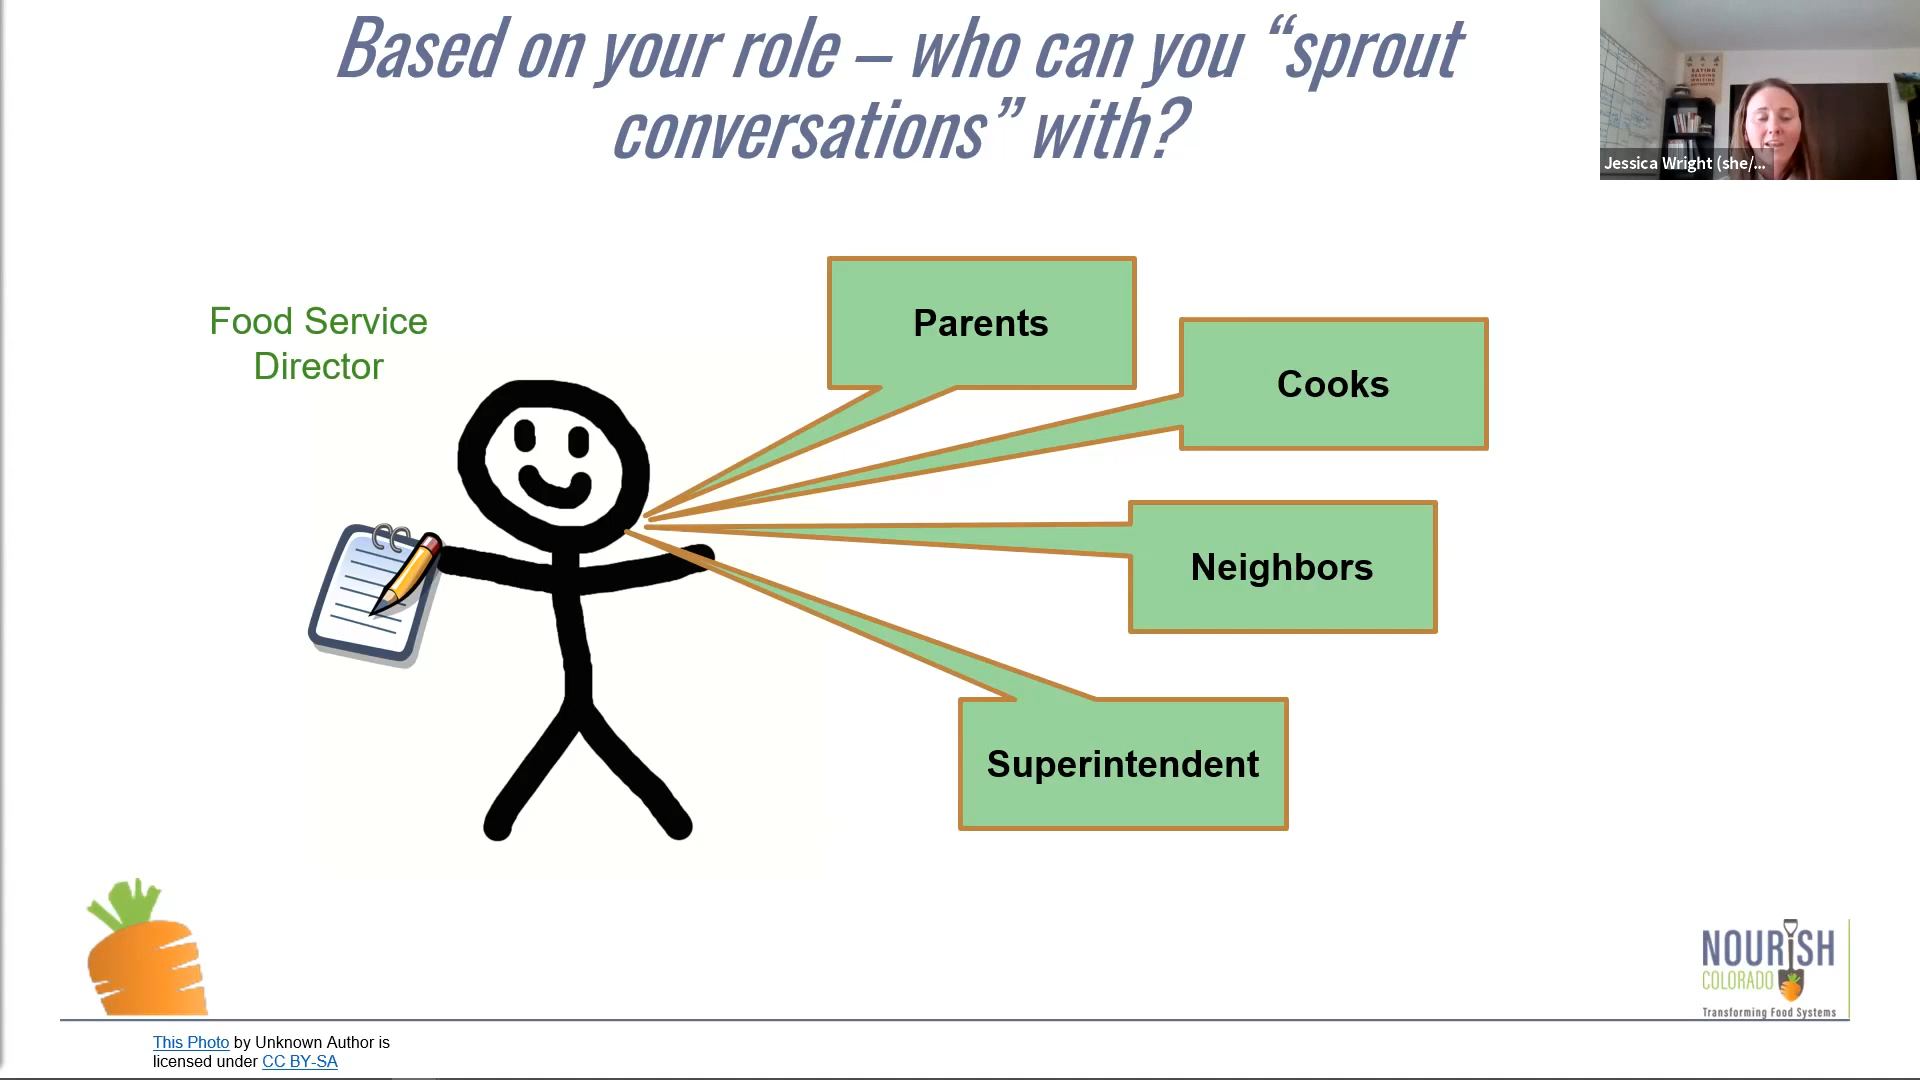 Based on your role – who can you “sprout
conversations” with?
Jessica Wright (she/...
Food Service
Director
Parents
Cooks
Neighbors
Superintendent
NOURISH
COLORADO
Transforming Food Systems
This Photo by Unknown Author is
licensed under CC BY-SA